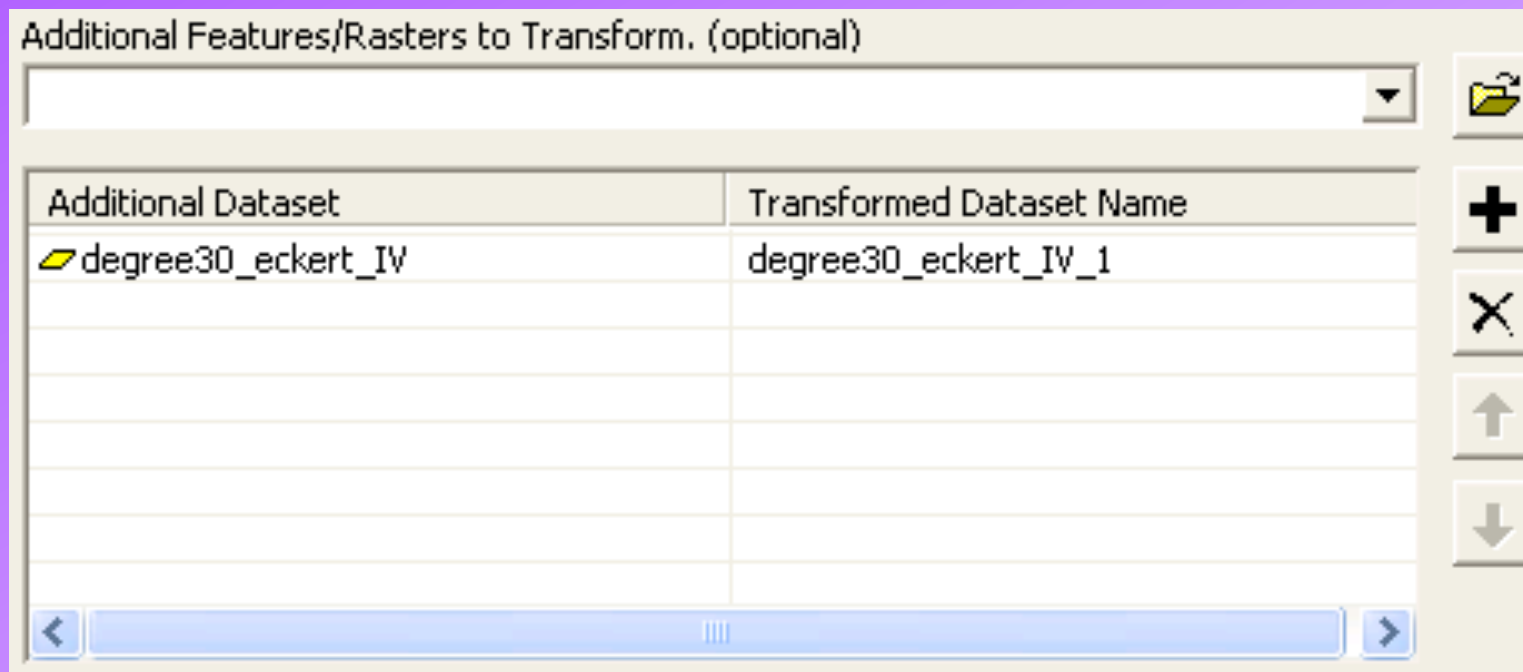 Additional Features/Rasters to Transform. (optional)
Additional Dataset Transformed Dataset Name
degree30_eckert_IV degree30_eckert_IV_1